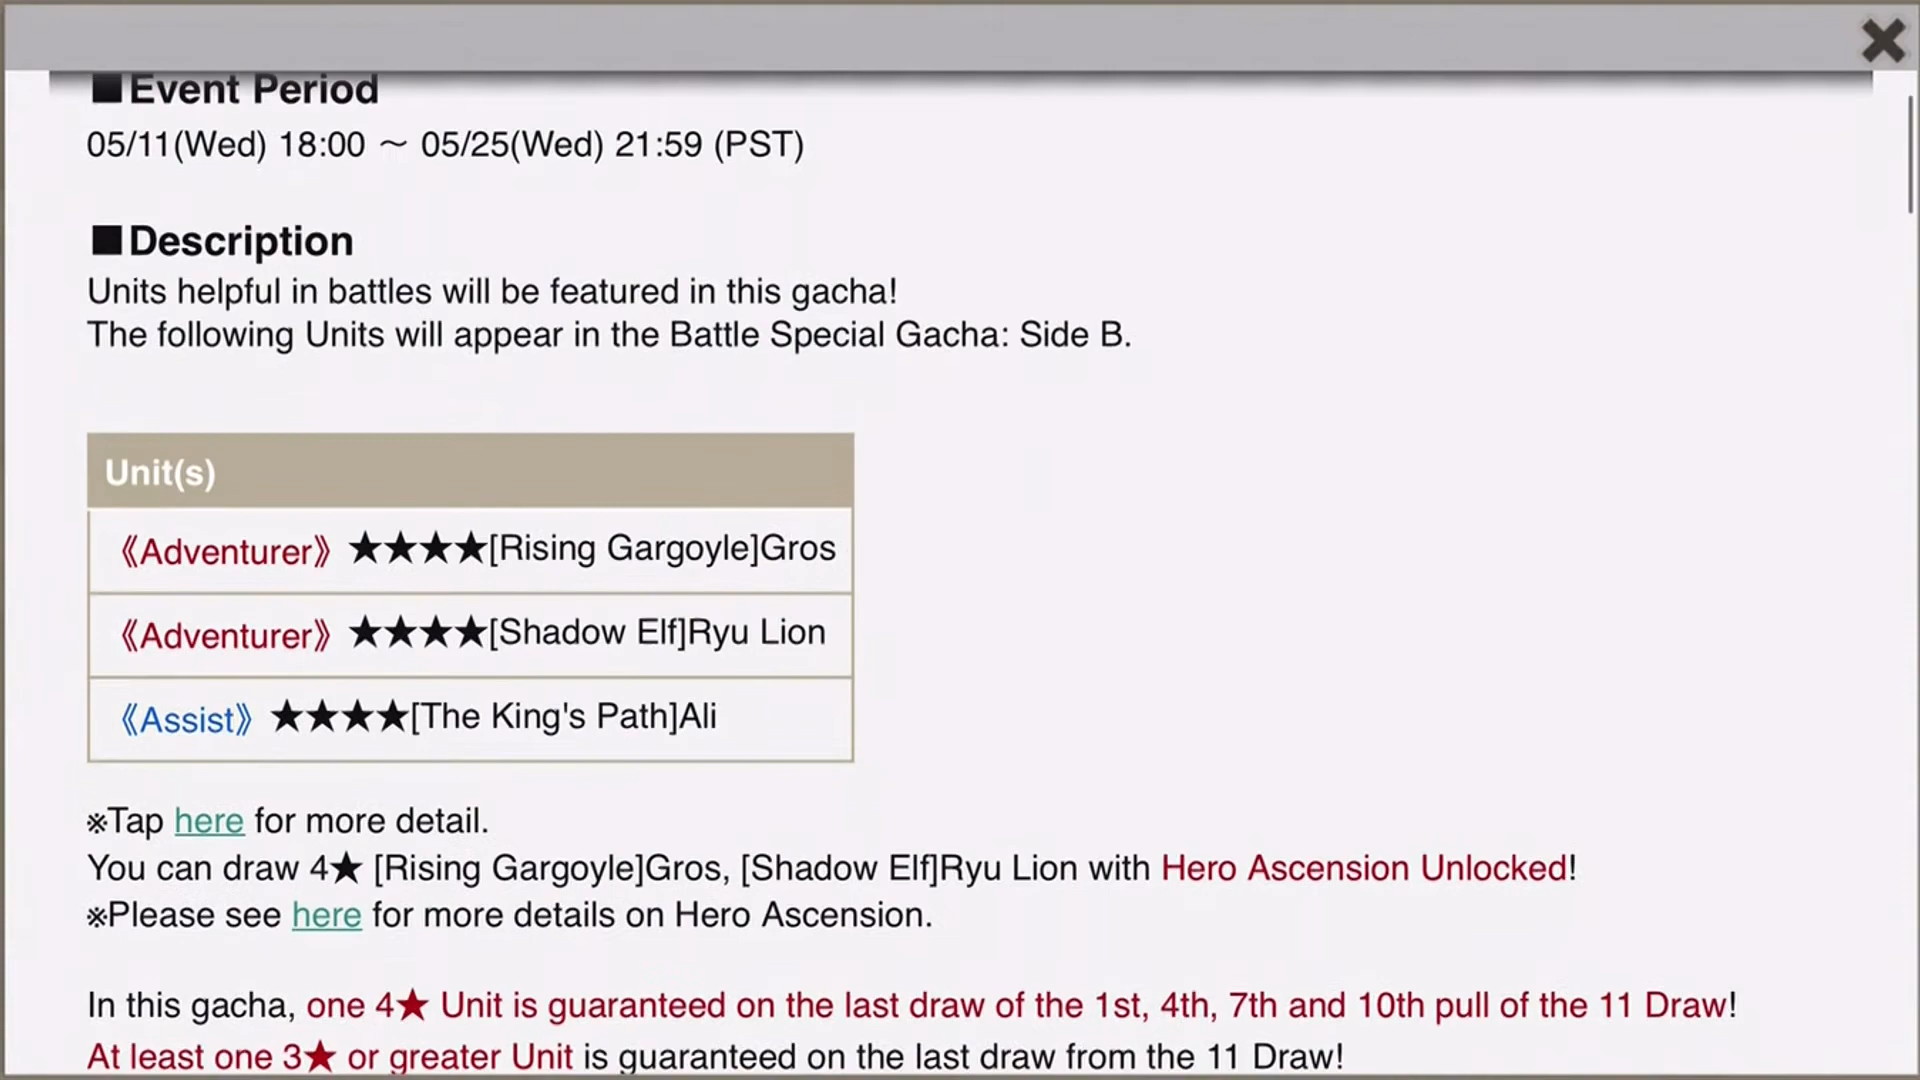 ■Event Period
05/11(Wed) 18:00 ～ 05/25(Wed) 21:59 (PST)
■Description
Units helpful in battles will be featured in this gacha!
The following Units will appear in the Battle Special Gacha: Side B.
Unit(s)
《Adventurer》 ★★★★[Rising Gargoyle]Gros
《Adventurer》 ★★★★[Shadow Elf]Ryu Lion
《Assist》 ★★★★[The King's Path]Ali
※Tap here for more detail.
You can draw 4★ [Rising Gargoyle]Gros, [Shadow Elf]Ryu Lion with Hero Ascension Unlocked!
※Please see here for more details on Hero Ascension.
In this gacha, one 4★ Unit is guaranteed on the last draw of the 1st, 4th, 7th and 10th pull of the 11 Draw!
At least one 3★ or greater Unit is guaranteed on the last draw from the 11 Draw!